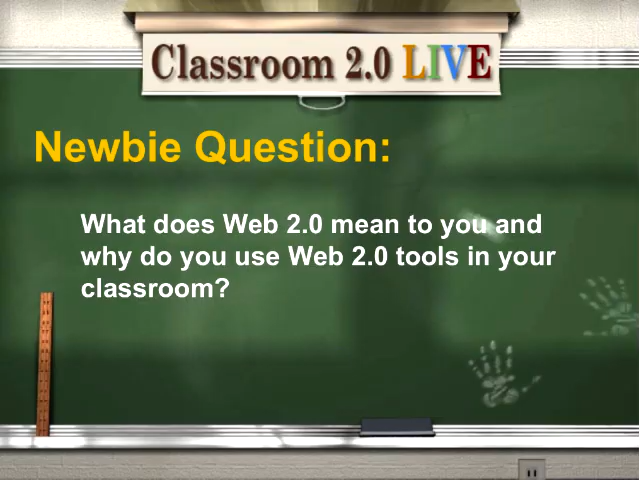 Classroom 2.0 LIVE
Newbie Question:
What does Web 2.0 mean to you and
why do you use Web 2.0 tools in your
classroom?